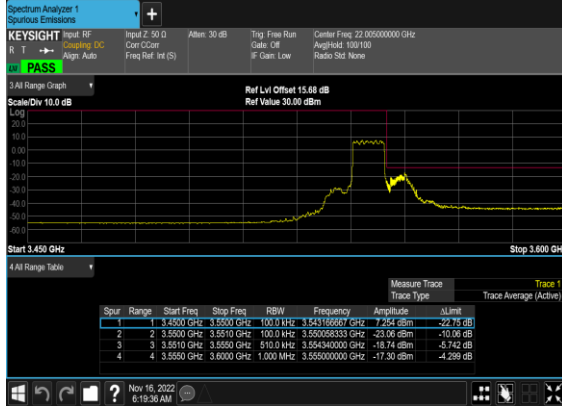 Spectrum Analyzer 1
Spurious Emissions
+
KEYSIGHT Input: RF Input Z: 50 Ω Atten: 30 dB Trig: Free Run Center Freq: 22.005000000 GHz
R T Coupling: DC Corr CCorr Gate: Off Avg|Hold: 100/100
Align: Auto Freq Ref: Int (S) IF Gain: Low Radio Std: None
PASS
3 All Range Graph
Ref Lvl Offset 15.68 dB
Scale/Div 10.0 dB Ref Value 30.00 dBm
Log
20.0
10.0
0.00
-10.0
-20.0
-30.0
-40.0
-50.0
-60.0
Start 3.450 GHz Stop 3.600 GH
4 All Range Table
Measure Trace Trace 1
Trace Type Trace Average (Active)
Spur Range Start Freq Stop Freq RBW Frequency Amplitude ΔLimit
1 1 3.4500 GHz 3.5500 GHz 100.0 kHz 3.543166667 GHz 7.254 dBm -22.75 dB
2 2 3.5500 GHz 3.5510 GHz 100.0 kHz 3.550058333 GHz -23.06 dBm -10.06 dB
3 3 3.5510 GHz 3.5550 GHz 510.0 kHz 3.554340000 GHz -18.74 dBm -5.742 dB
4 4 3.5550 GHz 3.6000 GHz 1.000 MHz 3.555000000 GHz -17.30 dBm -4.299 dB
? Nov 16, 2022
6:19:36 AM